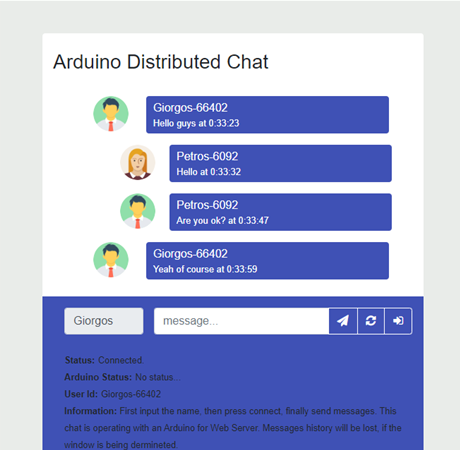 Arduino Distributed Chat
Giorgos-66402
Hello guys at 0:33:23
Petros-6092
Hello at 0:33:32
Petros-6092
Are you ok? at 0:33:47
Giorgos-66402
Yeah of course at 0:33:59
Giorgos
message...
Status: Connected.
Arduino Status: No status..
User Id: Giorgos-66402
Information: First input the name, then press connect, finally send messages. This
chat is operating with an Arduino for Web Server. Messages history will be lost, if
the window is being dermineted.